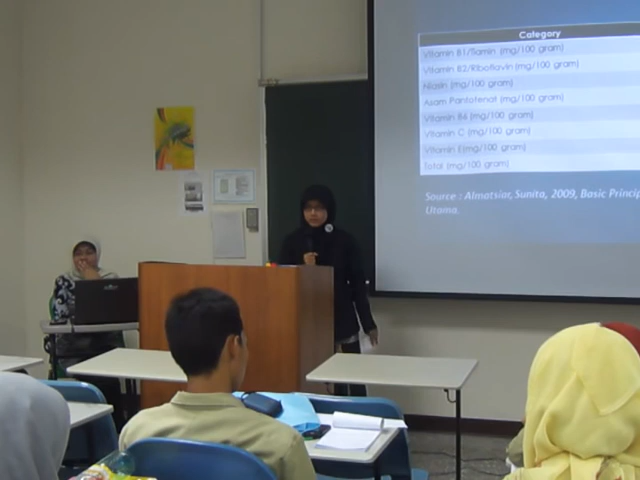 Category
Vitamin B1/Tiamin (mg/100 gram)
Vitamin B2/Riboflavin (mg/100 gram)
Niasin (mg/100 gram)
Asam Pantotenat (mg/100 gram)
Vitamin B6 (mg/100 gram)
Vitamin C (mg/100 gram)
Vitamin E(mg/100 gram)
Total (mg/100 gram)
Source : Almatsier, Sunita, 2009, Basic Princip
Utama.